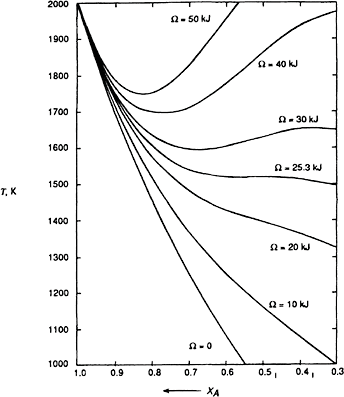 2000
Ω = 50 kJ
1900
Ω = 40 kJ
1800
1700
Ω = 30 kJ
1600
Ω = 25.3 kJ
T, K
1500
1400
Ω = 20 kJ
1300
1200
Ω = 10 kJ
1100
Ω = 0
1000
1.0 0.9 0.8 0.7 0.6 0.5 0.4 0.3
X_A